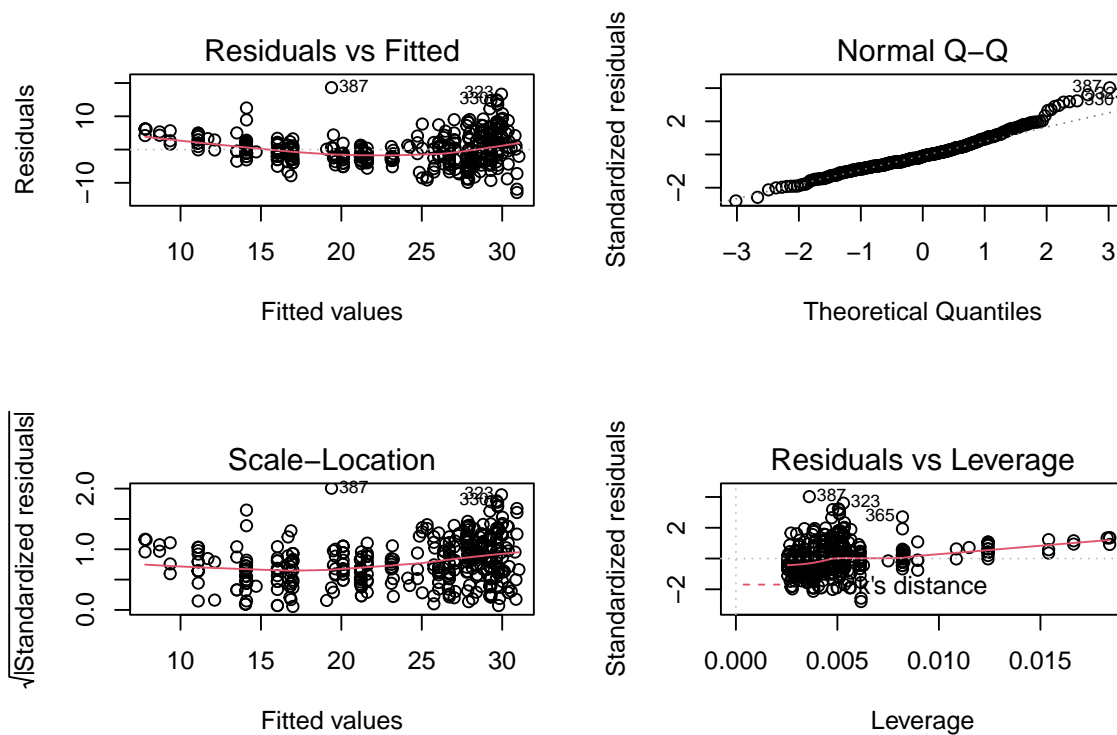 Residuals vs Fitted
Residuals
10
−10
387
323
330
10 15 20 25 30
Fitted values
Normal Q−Q
Standardized residuals
2
−2
387
323
330
−3 −2 −1 0 1 2 3
Theoretical Quantiles
Scale−Location
√|Standardized residuals|
2.0
1.0
0.0
387
323
330
10 15 20 25 30
Fitted values
Residuals vs Leverage
Standardized residuals
2
−2
387
323
365
k's distance
0.000 0.005 0.010 0.015
Leverage